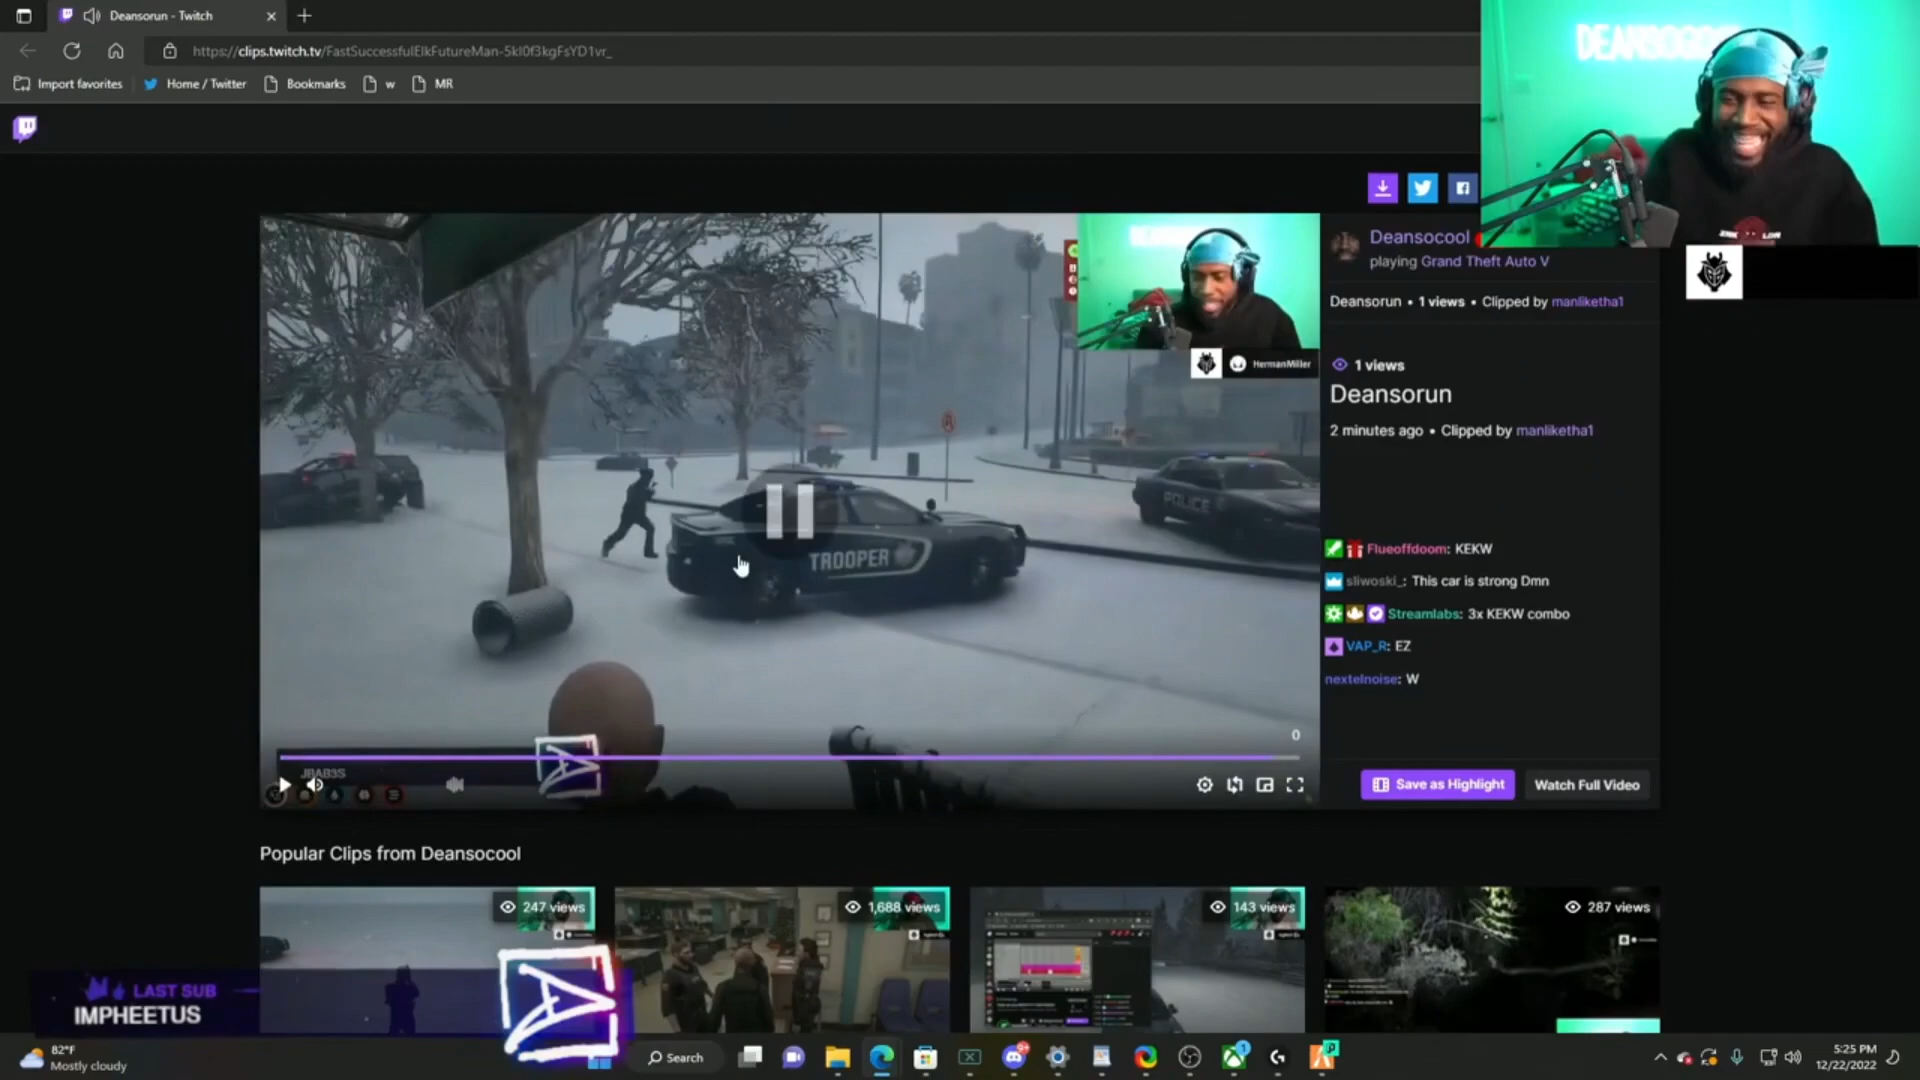 Deansorun - Twitch
https://clips.twitch.tv/FastSuccessfulElkFutureMan-5kI0f3kgFsYD1vr_
Import favorites
Home / Twitter
Bookmarks
w
MR
Deansocool
playing Grand Theft Auto V
Deansorun • 1 views • Clipped by manliketha1
HermanMiller
1 views
Deansorun
2 minutes ago • Clipped by manliketha1
POLICE
TROOPER
Flueoffdoom: KEKW
sliwoski_: This car is strong Dmn
Streamlabs: 3x KEKW combo
VAP_R: EZ
nextelnoise: W
0
JBAB3S
Save as Highlight
Watch Full Video
Popular Clips from Deansocool
247 views
1,688 views
143 views
287 views
LAST SUB
IMPHEETUS
82°F
Mostly cloudy
Search
5:25 PM
12/22/2022